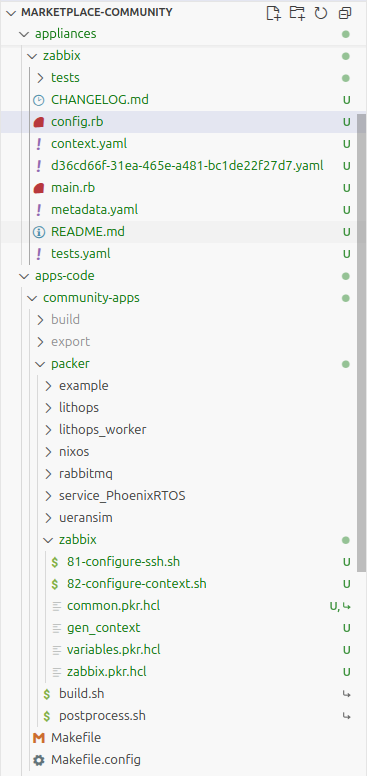 MARKETPLACE-COMMUNITY
appliances
zabbix
tests
CHANGELOG.md U
config.rb U
context.yaml U
d36cd66f-31ea-465e-a481-bc1de22f27d7.yaml U
main.rb U
metadata.yaml U
README.md U
tests.yaml U
apps-code
community-apps
build
export
packer
example
lithops
lithops_worker
nixos
rabbitmq
service_PhoenixRTOS
ueransim
zabbix
$ 81-configure-ssh.sh U
$ 82-configure-context.sh U
common.pkr.hcl U,
gen_context U
variables.pkr.hcl U
zabbix.pkr.hcl U
$ build.sh
$ postprocess.sh
M Makefile
Makefile.config